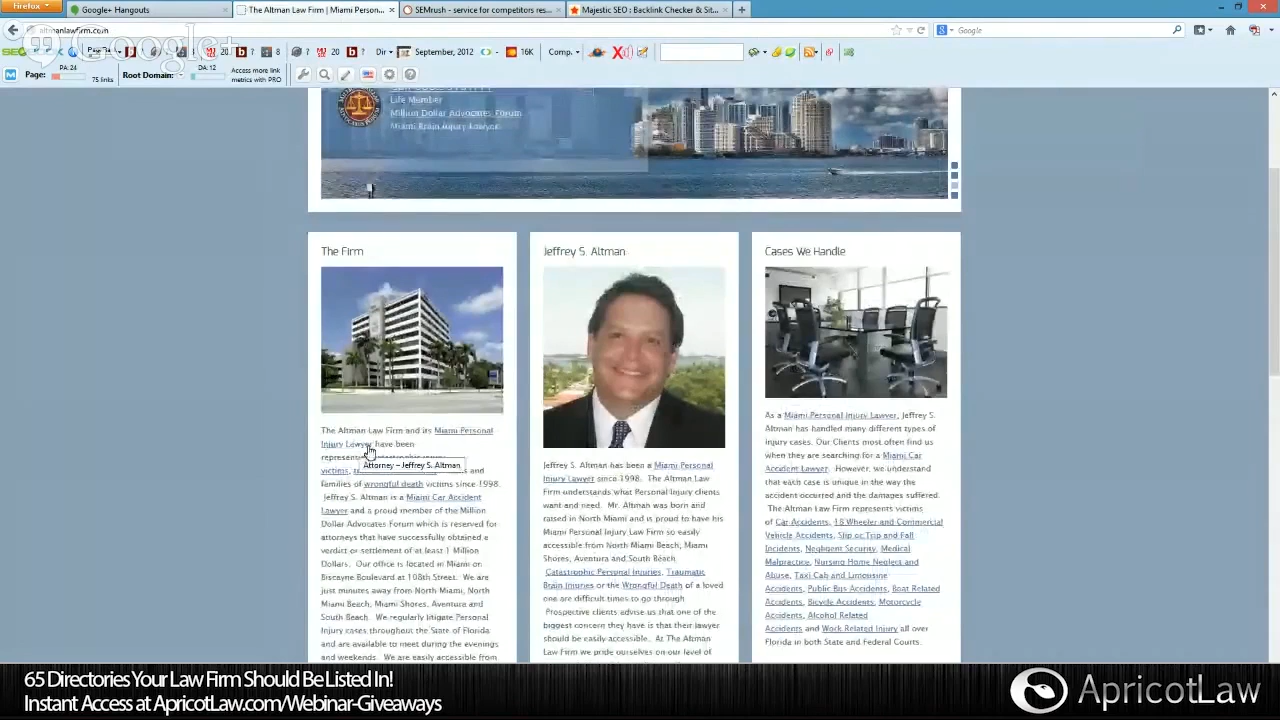 Firefox
Google+ Hangouts
The Altman Law Firm | Miami Person...
SEMrush - service for competitors res...
Majestic SEO : Backlink Checker & Sit...
altmanlawfirm.com
Google
Google+
Dir
September, 2012
16K
Comp.
Page:
PA: 24
75 links
Root Domain:
DA: 12
Access more link
metrics with PRO
Life Member
Million Dollar Advocates Forum
Miami Brain Injury Lawyer
The Firm
The Altman Law Firm and its Miami Personal
Injury Lawyer have been
victims,
and
families of wrongful death victims since 1998.
Jeffrey S. Altman is a Miami Car Accident
Lawyer and a proud member of the Million
Dollar Advocates Forum which is reserved for
attorneys that have successfully obtained a
verdict or settlement of at least 1 Million
Dollars. Our office is located in Miami on
Biscayne Boulevard at 108th Street. We are
just minutes away from North Miami, North
Miami Beach, Miami Shores, Aventura and
South Beach. We regularly litigate Personal
Injury cases throughout the State of Florida
and are available to meet during the evenings
and weekends. We are easily accessible from
Attorney – Jeffrey S. Altman
Jeffrey S. Altman
Jeffrey S. Altman has been a Miami Personal
Injury Lawyer since 1998. The Altman Law
Firm understands what Personal Injury clients
want and need. Mr. Altman was born and
raised in North Miami and is proud to have his
Miami Personal Injury Law Firm so easily
accessible from North Miami Beach, Miami
Shores, Aventura and South Beach.
Catastrophic Personal Injuries, Traumatic
Brain Injuries or the Wrongful Death of a loved
one are difficult times to go through.
Prospective clients advise us that one of the
biggest concern they have is that their lawyer
should be easily accessible. At The Altman
Law Firm we pride ourselves on our level of
Cases We Handle
As a Miami Personal Injury Lawyer, Jeffrey S.
Altman has handled many different types of
injury cases. Our Clients most often find us
when they are searching for a Miami Car
Accident Lawyer. However, we understand
that each case is unique in the way the
accident occurred and the damages suffered.
The Altman Law Firm represents victims
of Car Accidents, 18 Wheeler and Commercial
Vehicle Accidents, Slip or Trip and Fall
Incidents, Negligent Security, Medical
Malpractice, Nursing Home Neglect and
Abuse, Taxi Cab and Limousine
Accidents, Public Bus Accidents, Boat Related
Accidents, Bicycle Accidents, Motorcycle
Accidents, Alcohol Related
Accidents and Work Related Injury all over
Florida in both State and Federal Courts.
65 Directories Your Law Firm Should Be Listed In!
Instant Access at ApricotLaw.com/Webinar-Giveaways
ApricotLaw